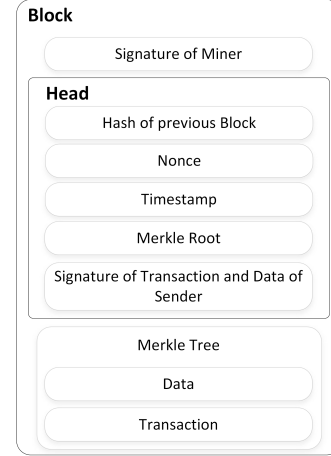 Block
Signature of Miner
Head
Hash of previous Block
Nonce
Timestamp
Merkle Root
Signature of Transaction and Data of
Sender
Merkle Tree
Data
Transaction